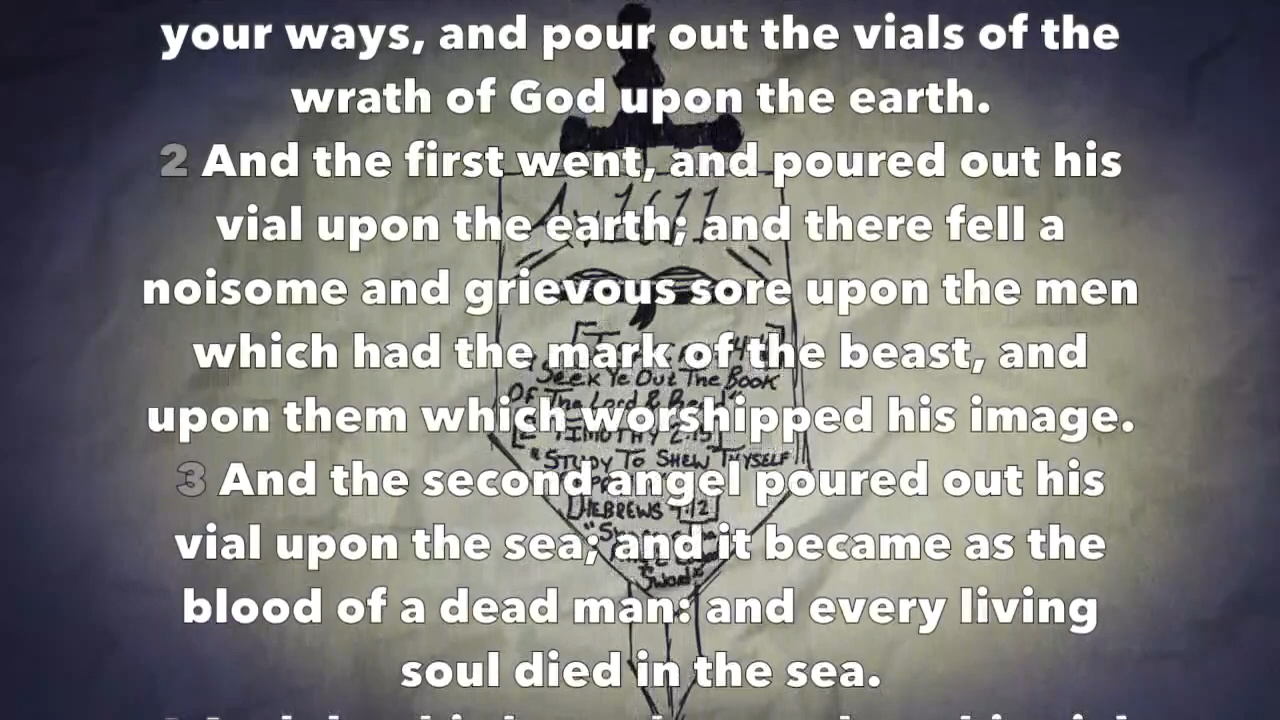 your ways, and pour out the vials of the
wrath of God upon the earth.
2 And the first went, and poured out his
vial upon the earth; and there fell a
noisome and grievous sore upon the men
which had the mark of the beast, and
upon them which worshipped his image.
3 And the second angel poured out his
vial upon the sea; and it became as the
blood of a dead man: and every living
soul died in the sea.
1611
"Seek Ye Out The Book
Of The Lord & Read"
TIMOTHY 2:15]
"STUDY TO SHEW THYSELF
[HEBREWS 4:12]
Sword